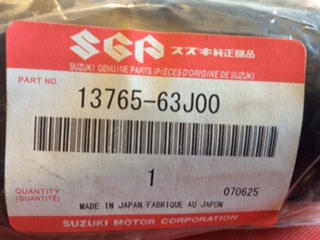 SGP スズキ純正部品
SUZUKI GENUINE PARTS/PIÈCES D'ORIGINE DE SUZUKI
PART NO.
13765-63J00
1
QUANTITY
(QUANTITÉ)
070625
MADE IN JAPAN/FABRIQUE AU JAPON
SUZUKI MOTOR CORPORATION